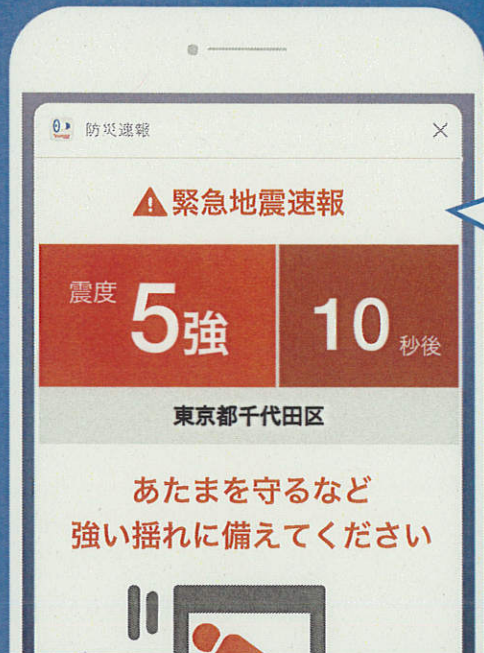 防災速報
緊急地震速報
震度 5強
10 秒後
東京都千代田区
あたまを守るなど
強い揺れに備えてください